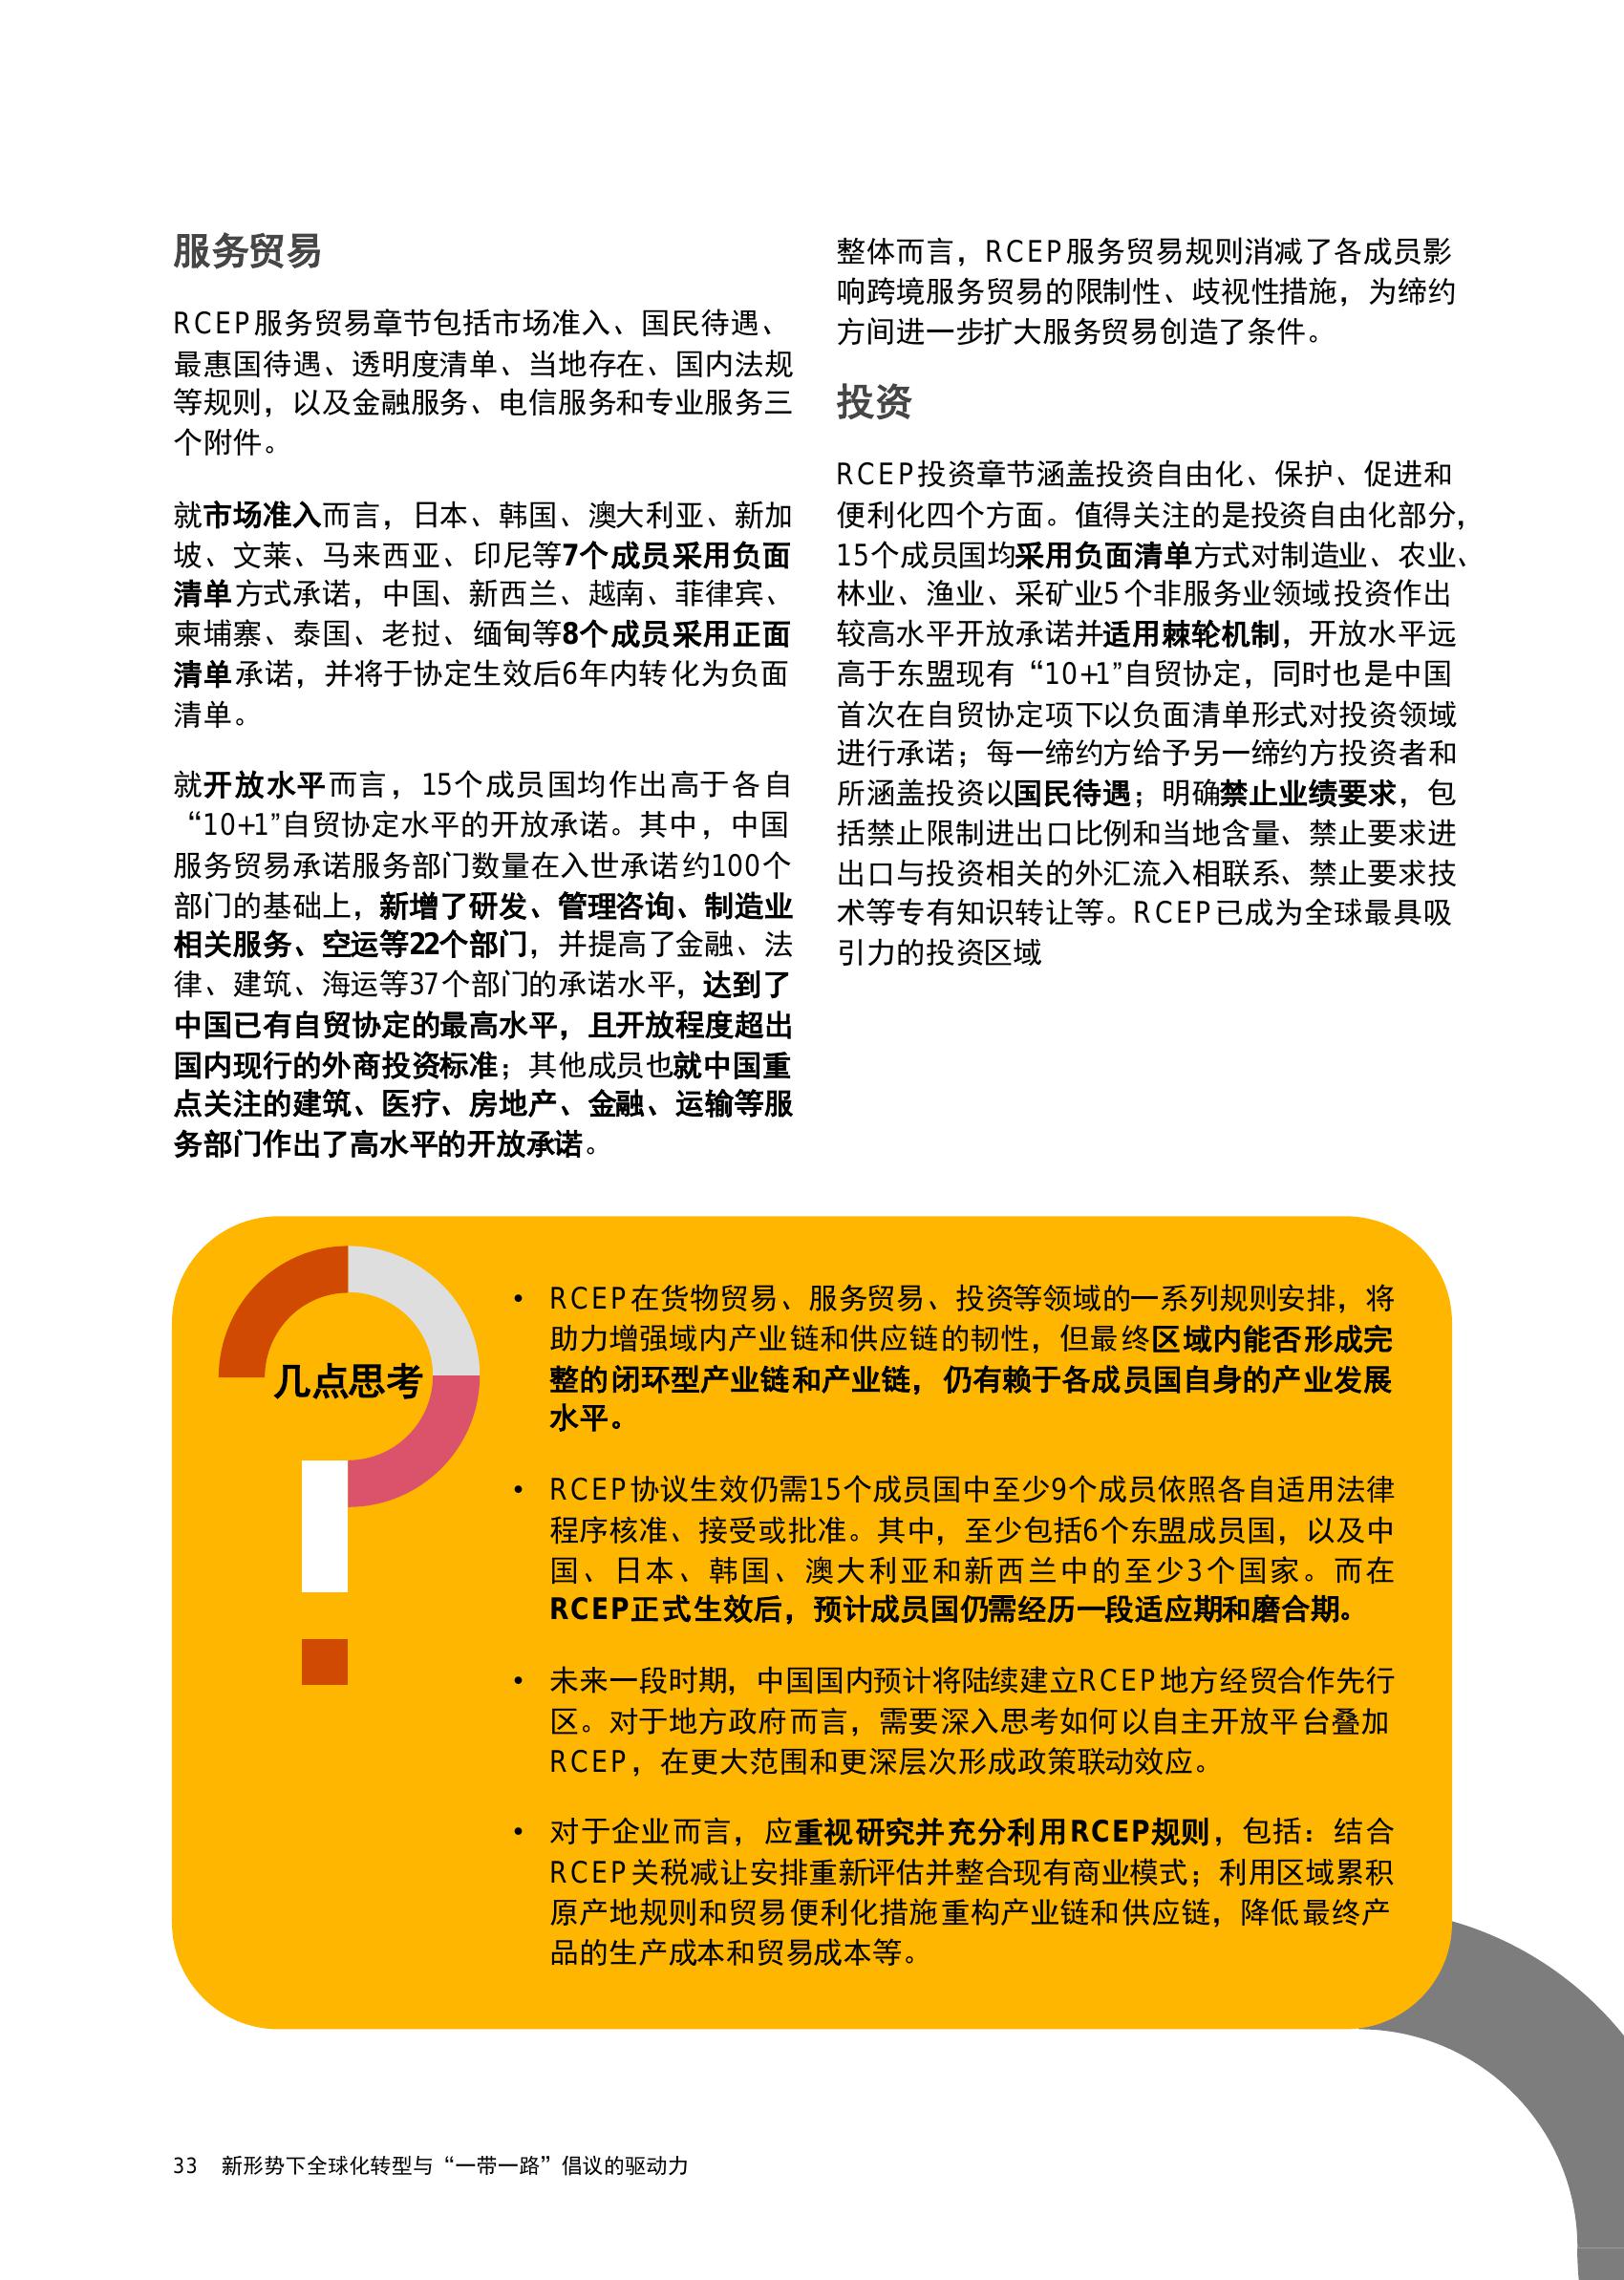 服务贸易
RCEP服务贸易章节包括市场准入、国民待遇、
最惠国待遇、透明度清单、当地存在、国内法规
等规则，以及金融服务、电信服务和专业服务三
个附件。
就市场准入而言，日本、韩国、澳大利亚、新加
坡、文莱、马来西亚、印尼等7个成员采用负面
清单方式承诺，中国、新西兰、越南、菲律宾、
柬埔寨、泰国、老挝、缅甸等8个成员采用正面
清单承诺，并将于协定生效后6年内转化为负面
清单。
就开放水平而言，15个成员国均作出高于各自
“10+1”自贸协定水平的开放承诺。其中，中国
服务贸易承诺服务部门数量在入世承诺约100个
部门的基础上，新增了研发、管理咨询、制造业
相关服务、空运等22个部门，并提高了金融、法
律、建筑、海运等37个部门的承诺水平，达到了
中国已有自贸协定的最高水平，且开放程度超出
国内现行的外商投资标准；其他成员也就中国重
点关注的建筑、医疗、房地产、金融、运输等服
务部门作出了高水平的开放承诺。
整体而言，RCEP服务贸易规则消减了各成员影
响跨境服务贸易的限制性、歧视性措施，为缔约
方间进一步扩大服务贸易创造了条件。
投资
RCEP投资章节涵盖投资自由化、保护、促进和
便利化四个方面。值得关注的是投资自由化部分，
15个成员国均采用负面清单方式对制造业、农业、
林业、渔业、采矿业5个非服务业领域投资作出
较高水平开放承诺并适用棘轮机制，开放水平远
高于东盟现有“10+1”自贸协定，同时也是中国
首次在自贸协定项下以负面清单形式对投资领域
进行承诺；每一缔约方给予另一缔约方投资者和
所涵盖投资以国民待遇；明确禁止业绩要求，包
括禁止限制进出口比例和当地含量、禁止要求进
出口与投资相关的外汇流入相联系、禁止要求技
术等专有知识转让等。RCEP已成为全球最具吸
引力的投资区域
几点思考
• RCEP在货物贸易、服务贸易、投资等领域的一系列规则安排，将
助力增强域内产业链和供应链的韧性，但最终区域内能否形成完
整的闭环型产业链和产业链，仍有赖于各成员国自身的产业发展
水平。
• RCEP协议生效仍需15个成员国中至少9个成员依照各自适用法律
程序核准、接受或批准。其中，至少包括6个东盟成员国，以及中
国、日本、韩国、澳大利亚和新西兰中的至少3个国家。而在
RCEP正式生效后，预计成员国仍需经历一段适应期和磨合期。
• 未来一段时期，中国国内预计将陆续建立RCEP地方经贸合作先行
区。对于地方政府而言，需要深入思考如何以自主开放平台叠加
RCEP，在更大范围和更深层次形成政策联动效应。
• 对于企业而言，应重视研究并充分利用RCEP规则，包括：结合
RCEP关税减让安排重新评估并整合现有商业模式；利用区域累积
原产地规则和贸易便利化措施重构产业链和供应链，降低最终产
品的生产成本和贸易成本等。
33 新形势下全球化转型与“一带一路”倡议的驱动力